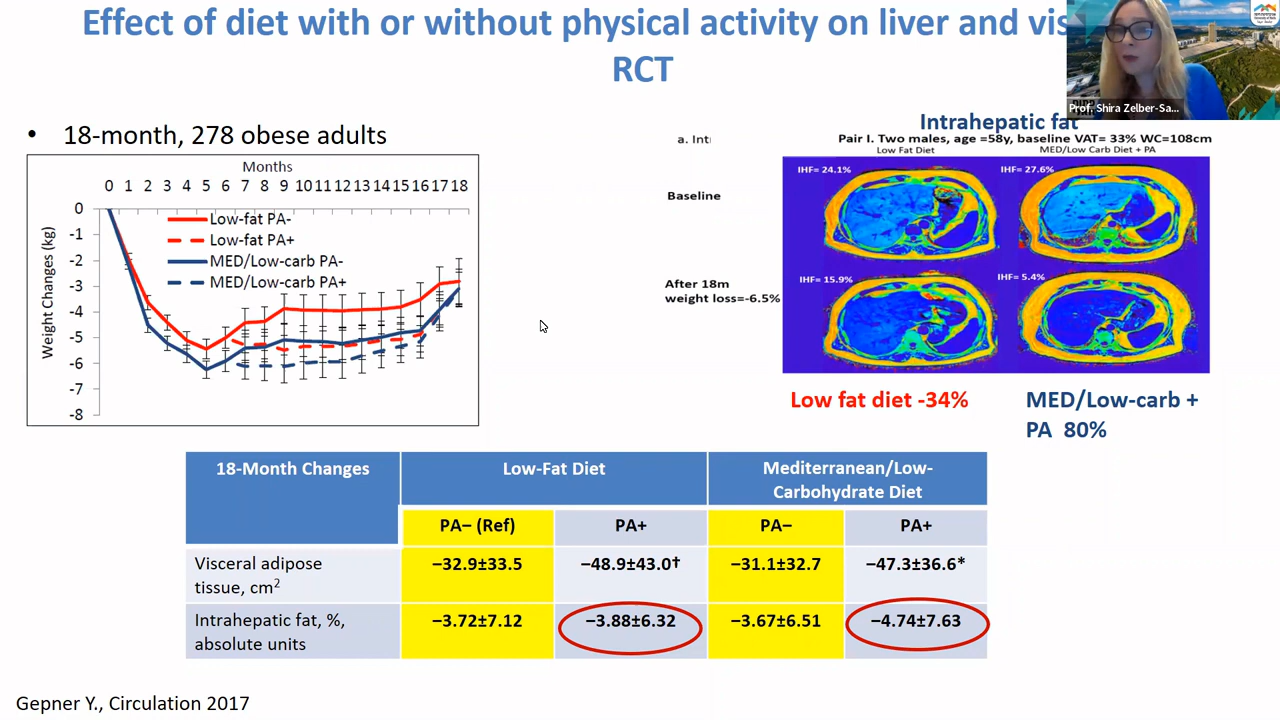 Effect of diet with or without physical activity on liver and vis
RCT
Prof. Shira Zelber-Sa...
• 18-month, 278 obese adults
Months
0 1 2 3 4 5 6 7 8 9 10 11 12 13 14 15 16 17 18
Weight Changes (kg)
0
-1
-2
-3
-4
-5
-6
-7
-8
Low-fat PA-
Low-fat PA+
MED/Low-carb PA-
MED/Low-carb PA+
Intrahepatic fat
a. Int
Pair I. Two males, age =58y, baseline VAT= 33% WC=108cm
Low Fat Diet
MED/Low Carb Diet + PA
Baseline
IHF= 24.1%
IHF= 27.6%
After 18m
weight loss=-6.5%
IHF= 15.9%
IHF= 5.4%
Low fat diet -34%
MED/Low-carb +
PA 80%
18-Month Changes
Low-Fat Diet
Mediterranean/Low-
Carbohydrate Diet
PA− (Ref)
PA+
PA−
PA+
Visceral adipose
tissue, cm²
−32.9±33.5
−48.9±43.0†
−31.1±32.7
−47.3±36.6*
Intrahepatic fat, %,
absolute units
−3.72±7.12
−3.88±6.32
−3.67±6.51
−4.74±7.63
Gepner Y., Circulation 2017